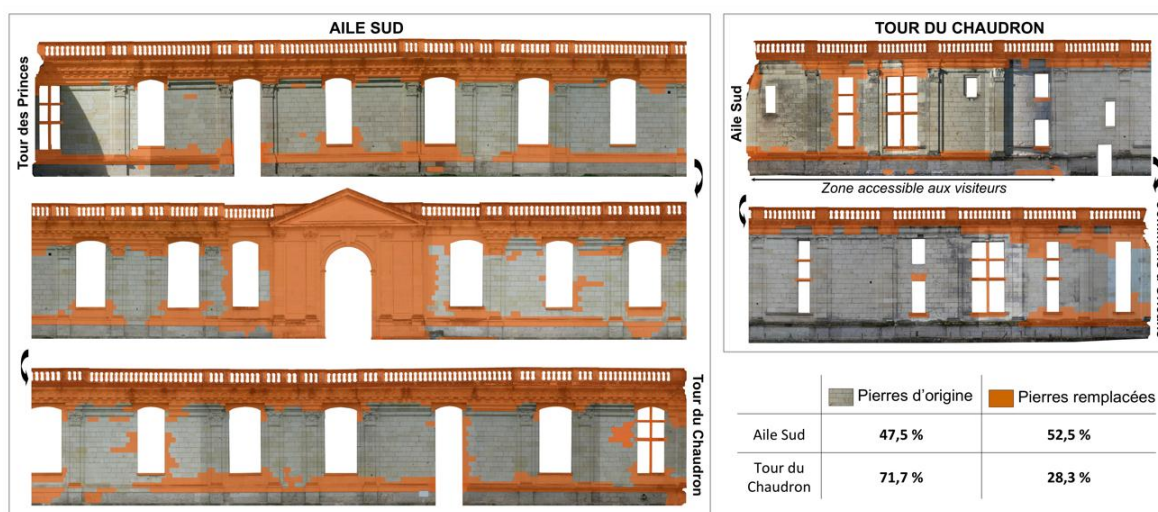 AILE SUD
Tour des Princes
Tour du Chaudron
TOUR DU CHAUDRON
Aile Sud
Zone accessible aux visiteurs
Pierres d'origine
Pierres remplacées
Aile Sud
47,5 %
52,5 %
Tour du
Chaudron
71,7 %
28,3 %